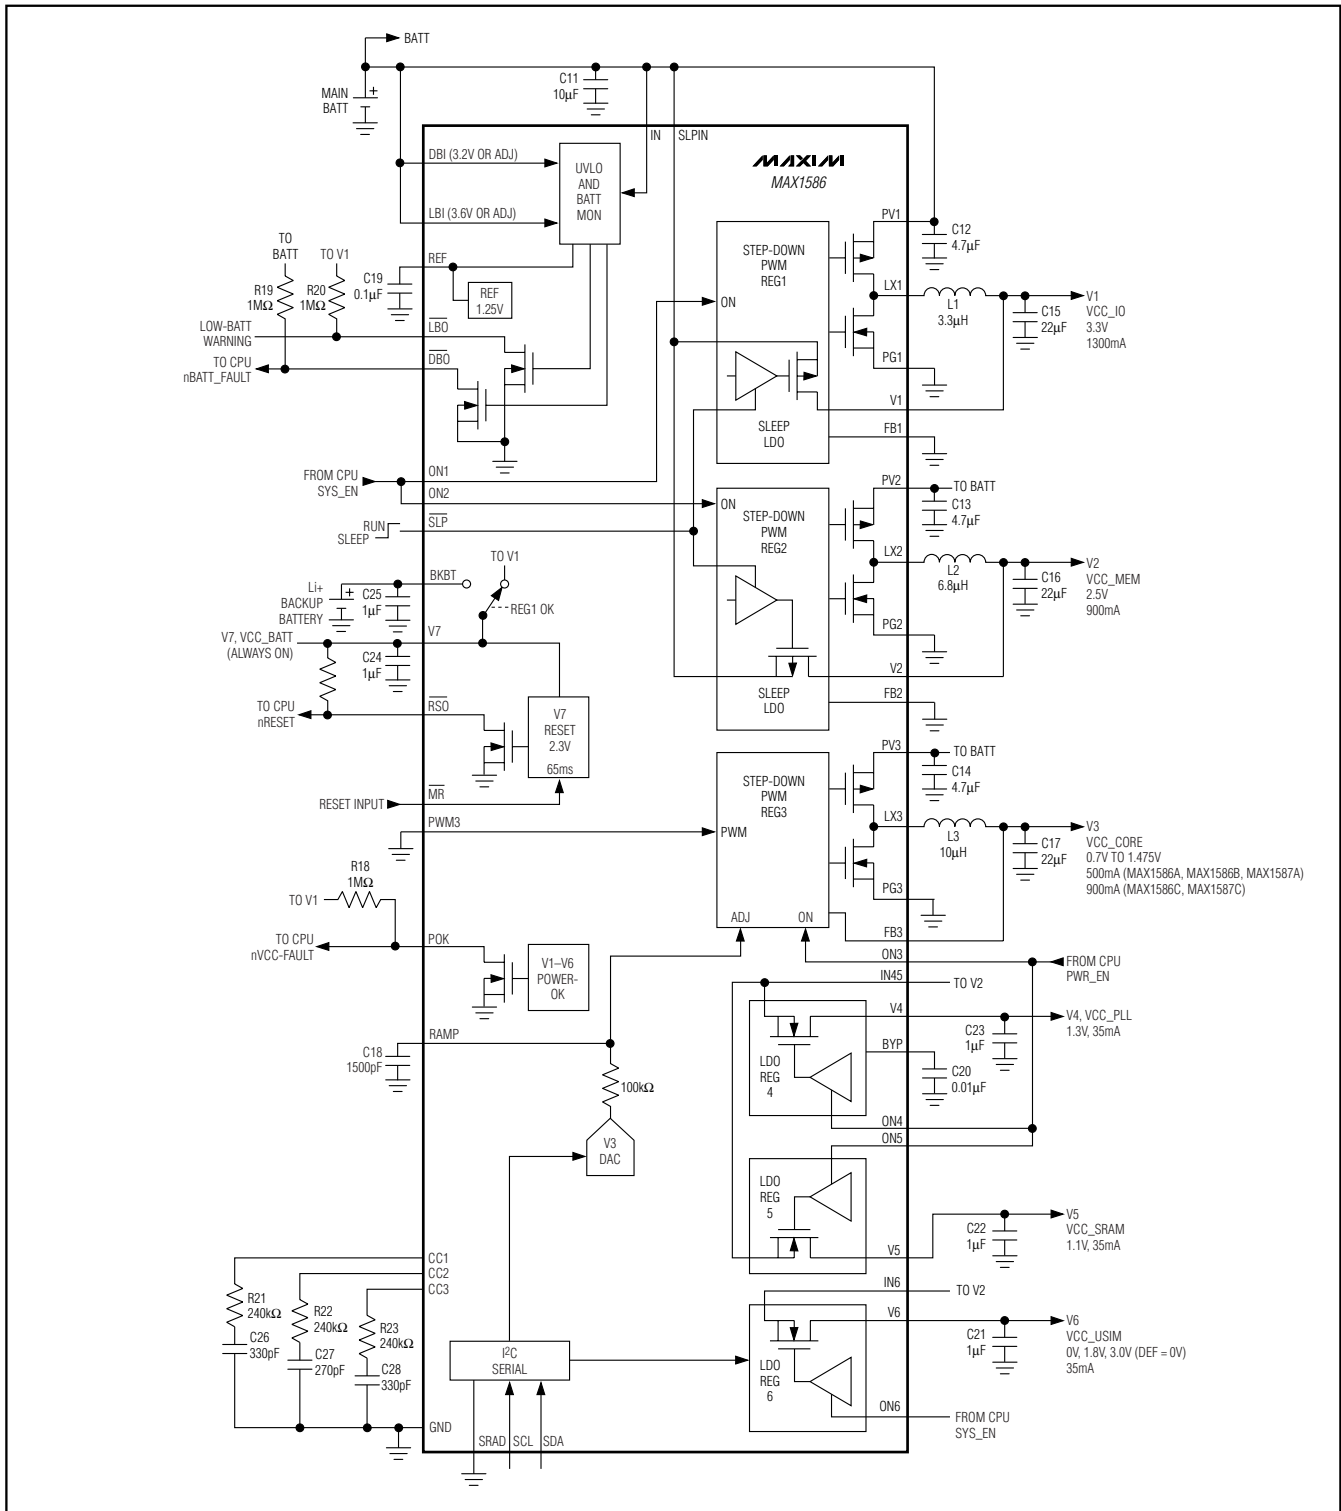 BATT
MAIN
BATT
C11
10µF
IN
SLPIN
MAXIM
MAX1586
DBI (3.2V OR ADJ)
LBI (3.6V OR ADJ)
UVLO
AND
BATT
MON
REF
REF
1.25V
C19
0.1µF
TO
BATT
TO V1
R19
1MΩ
R20
1MΩ
LOW-BATT
WARNING
LBO
DBO
TO CPU
nBATT_FAULT
STEP-DOWN
PWM
REG1
ON
SLEEP
LDO
PV1
C12
4.7µF
LX1
L1
3.3µH
C15
22µF
V1
VCC_IO
3.3V
1300mA
PG1
V1
FB1
FROM CPU
SYS_EN
ON1
ON2
RUN
SLEEP
SLP
ON
STEP-DOWN
PWM
REG2
SLEEP
LDO
PV2
TO BATT
C13
4.7µF
LX2
L2
6.8µH
C16
22µF
V2
VCC_MEM
2.5V
900mA
PG2
V2
FB2
Li+
BACKUP
BATTERY
C25
1µF
BKBT
TO V1
REG1 OK
V7
V7, VCC_BATT
(ALWAYS ON)
C24
1µF
TO CPU
nRESET
RSO
V7
RESET
2.3V
65ms
RESET INPUT
MR
PWM3
STEP-DOWN
PWM
REG3
PWM
ADJ
ON
PV3
TO BATT
C14
4.7µF
LX3
L3
10µH
C17
22µF
V3
VCC_CORE
0.7V TO 1.475V
500mA (MAX1586A, MAX1586B, MAX1587A)
900mA (MAX1586C, MAX1587C)
PG3
FB3
R18
1MΩ
TO V1
TO CPU
nVCC-FAULT
POK
V1–V6
POWER-
OK
ON3
FROM CPU
PWR_EN
IN45
TO V2
V4
V4, VCC_PLL
1.3V, 35mA
C23
1µF
BYP
C20
0.01µF
LDO
REG
4
ON4
ON5
RAMP
C18
1500pF
100kΩ
V3
DAC
LDO
REG
5
V5
C22
1µF
V5
VCC_SRAM
1.1V, 35mA
IN6
TO V2
V6
C21
1µF
V6
VCC_USIM
0V, 1.8V, 3.0V (DEF = 0V)
35mA
LDO
REG
6
ON6
FROM CPU
SYS_EN
CC1
CC2
CC3
R21
240kΩ
C26
330pF
R22
240kΩ
C27
270pF
R23
240kΩ
C28
330pF
I2C
SERIAL
GND
SRAD
SCL
SDA